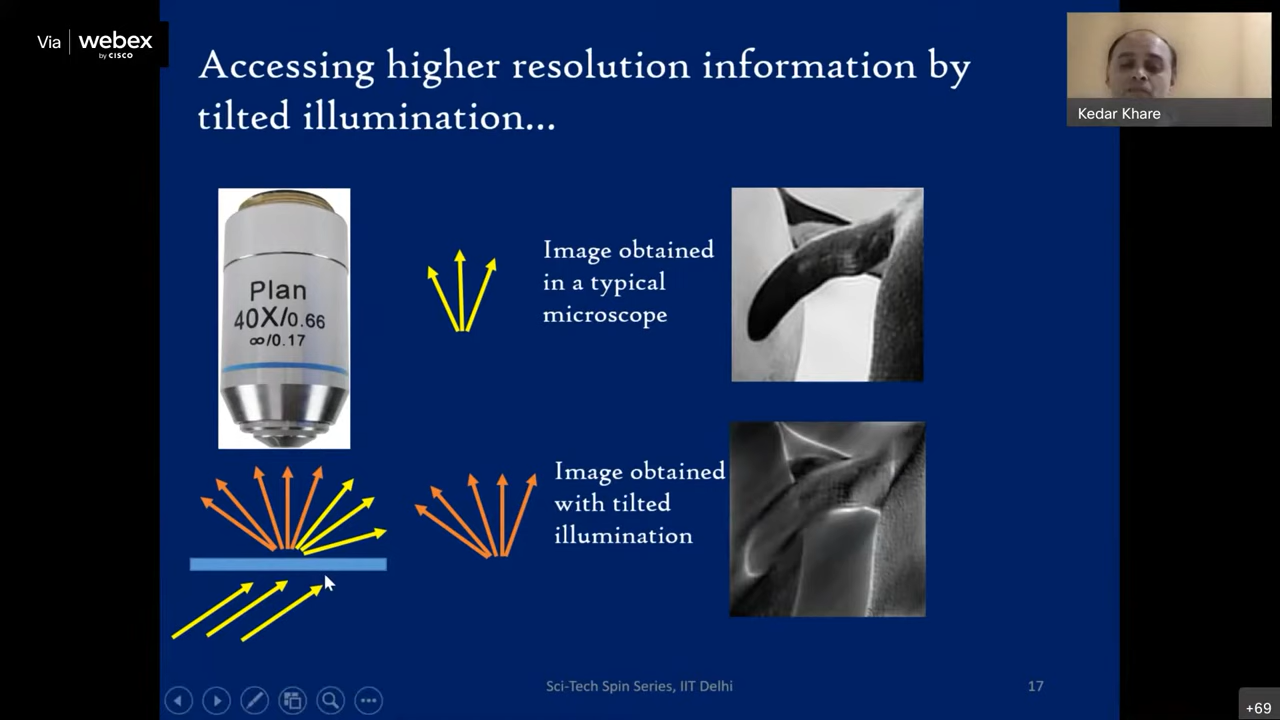 Via webex
by CISCO
Accessing higher resolution information by
tilted illumination...
Kedar Khare
Plan
40X/0.66
∞/0.17
Image obtained
in a typical
microscope
Image obtained
with tilted
illumination
Sci-Tech Spin Series, IIT Delhi
17
+69